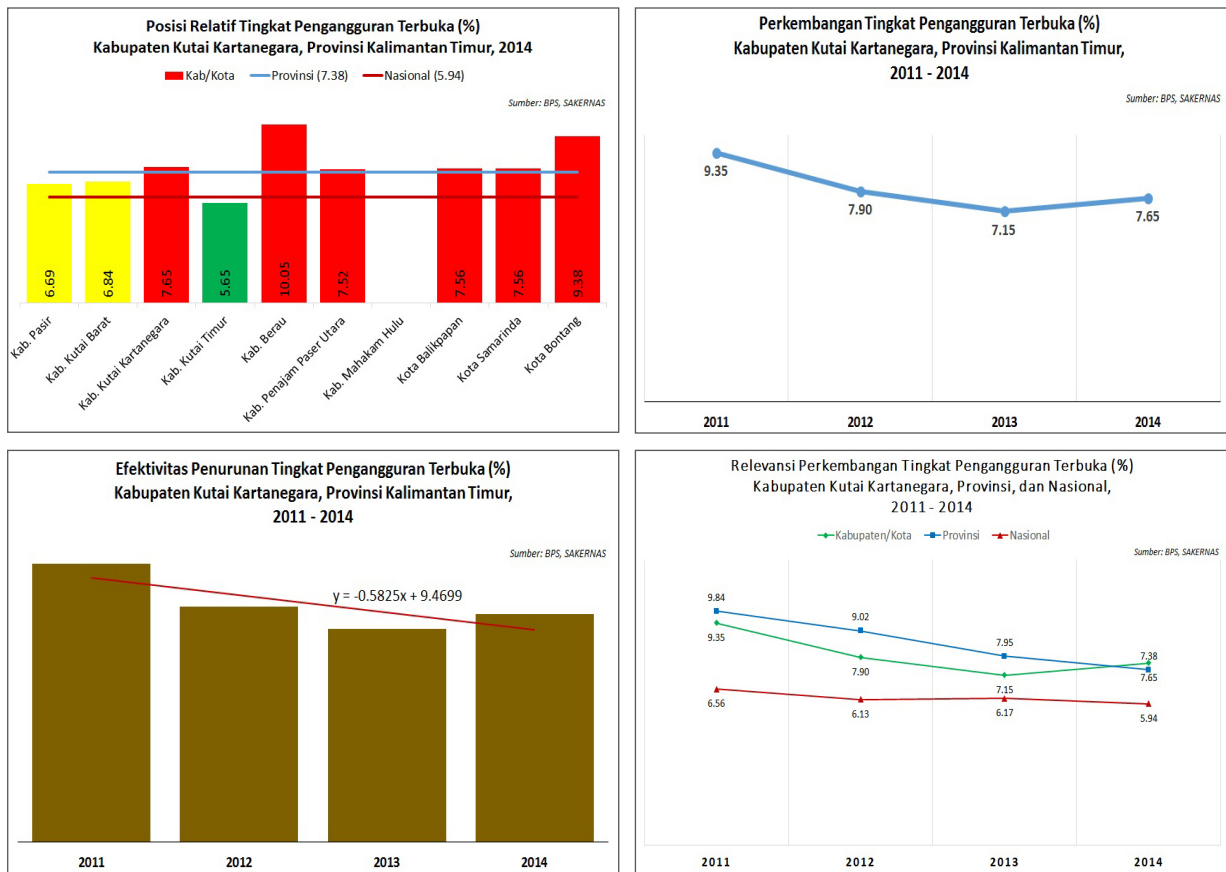 Posisi Relatif Tingkat Pengangguran Terbuka (%)
Kabupaten Kutai Kartanegara, Provinsi Kalimantan Timur, 2014
Kab/Kota Provinsi (7.38) Nasional (5.94)
Sumber: BPS, SAKERNAS
6.69 6.84 7.65 5.65 10.05 7.52 7.56 7.56 9.38
Kab. Pasir
Kab. Kutai Barat
Kab. Kutai Kartanegara
Kab. Kutai Timur
Kab. Berau
Kab. Penajam Paser Utara
Kab. Mahakam Hulu
Kota Balikpapan
Kota Samarinda
Kota Bontang
Perkembangan Tingkat Pengangguran Terbuka (%)
Kabupaten Kutai Kartanegara, Provinsi Kalimantan Timur,
2011 - 2014
Sumber: BPS, SAKERNAS
9.35 7.90 7.15 7.65
2011 2012 2013 2014
Efektivitas Penurunan Tingkat Pengangguran Terbuka (%)
Kabupaten Kutai Kartanegara, Provinsi Kalimantan Timur,
2011 - 2014
Sumber: BPS, SAKERNAS
y = -0.5825x + 9.4699
2011 2012 2013 2014
Relevansi Perkembangan Tingkat Pengangguran Terbuka (%)
Kabupaten Kutai Kartanegara, Provinsi, dan Nasional,
2011 - 2014
Kabupaten/Kota Provinsi Nasional
Sumber: BPS, SAKERNAS
9.84 9.02 7.95 7.38
9.35 7.90 7.15 7.65
6.56 6.13 6.17 5.94
2011 2012 2013 2014